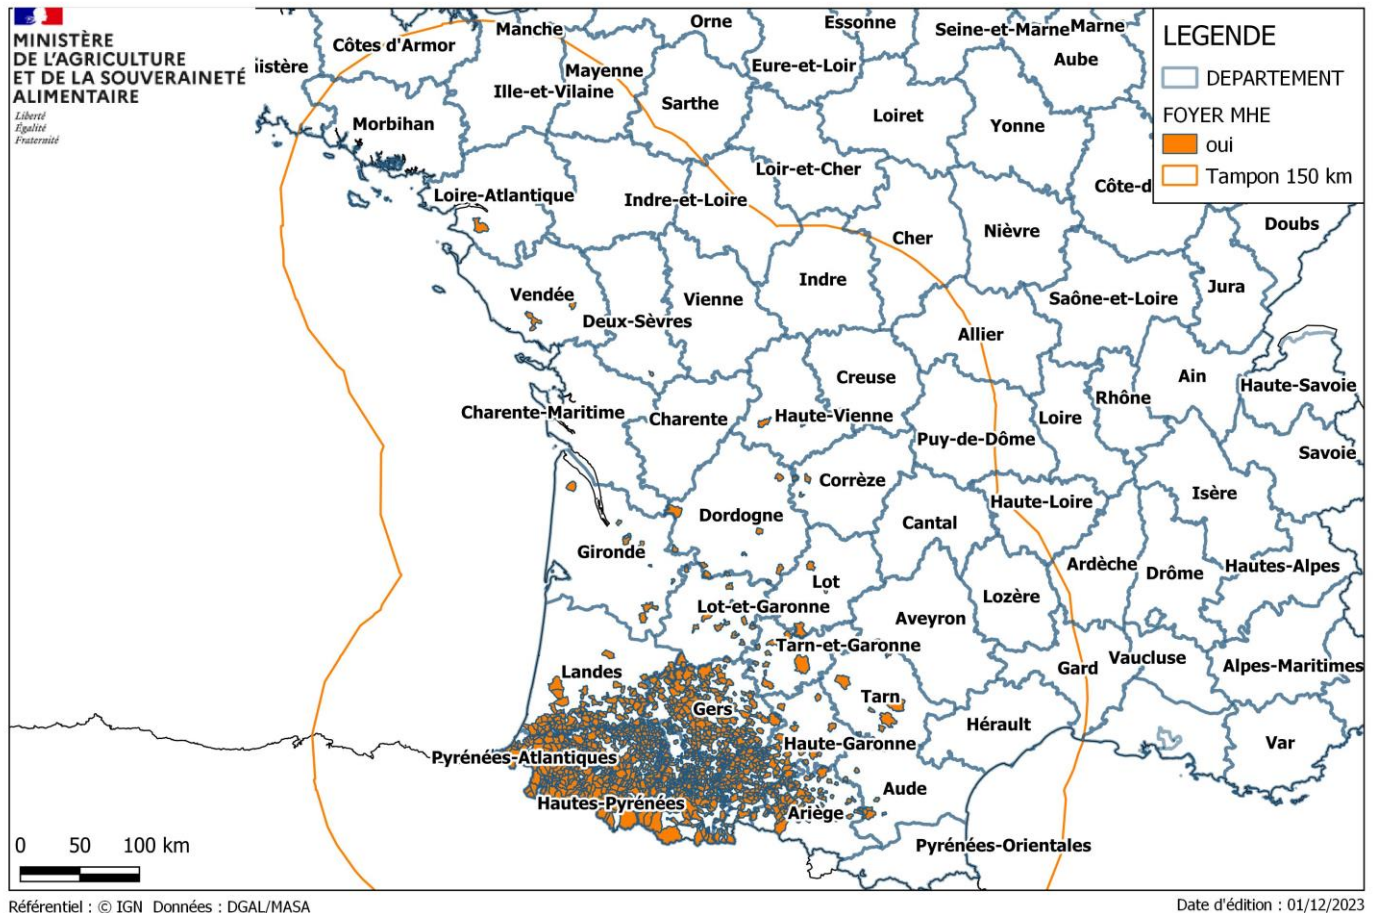 MINISTÈRE
DE L'AGRICULTURE
ET DE LA SOUVERAINETÉ
ALIMENTAIRE
Liberté
Égalité
Fraternité
LEGENDE
DEPARTEMENT
FOYER MHE
oui
Tampon 150 km
Orne
Essonne
Seine-et-Marne
Marne
Manche
Côtes d'Armor
istère
Mayenne
Eure-et-Loir
Aube
Ille-et-Vilaine
Sarthe
Loiret
Yonne
Morbihan
Loir-et-Cher
Côte-d
Loire-Atlantique
Indre-et-Loire
Doubs
Cher
Nièvre
Indre
Jura
Vendée
Vienne
Saône-et-Loire
Deux-Sèvres
Allier
Creuse
Ain
Haute-Savoie
Rhône
Charente-Maritime
Charente
Haute-Vienne
Loire
Puy-de-Dôme
Savoie
Corrèze
Isère
Haute-Loire
Dordogne
Cantal
Gironde
Ardèche
Drôme
Hautes-Alpes
Lot
Lozère
Lot-et-Garonne
Aveyron
Tarn-et-Garonne
Gard
Vaucluse
Alpes-Maritimes
Landes
Tarn
Gers
Hérault
Haute-Garonne
Var
Pyrénées-Atlantiques
Aude
Hautes-Pyrénées
Ariège
Pyrénées-Orientales
0 50 100 km
Référentiel : © IGN Données : DGAL/MASA
Date d'édition : 01/12/2023